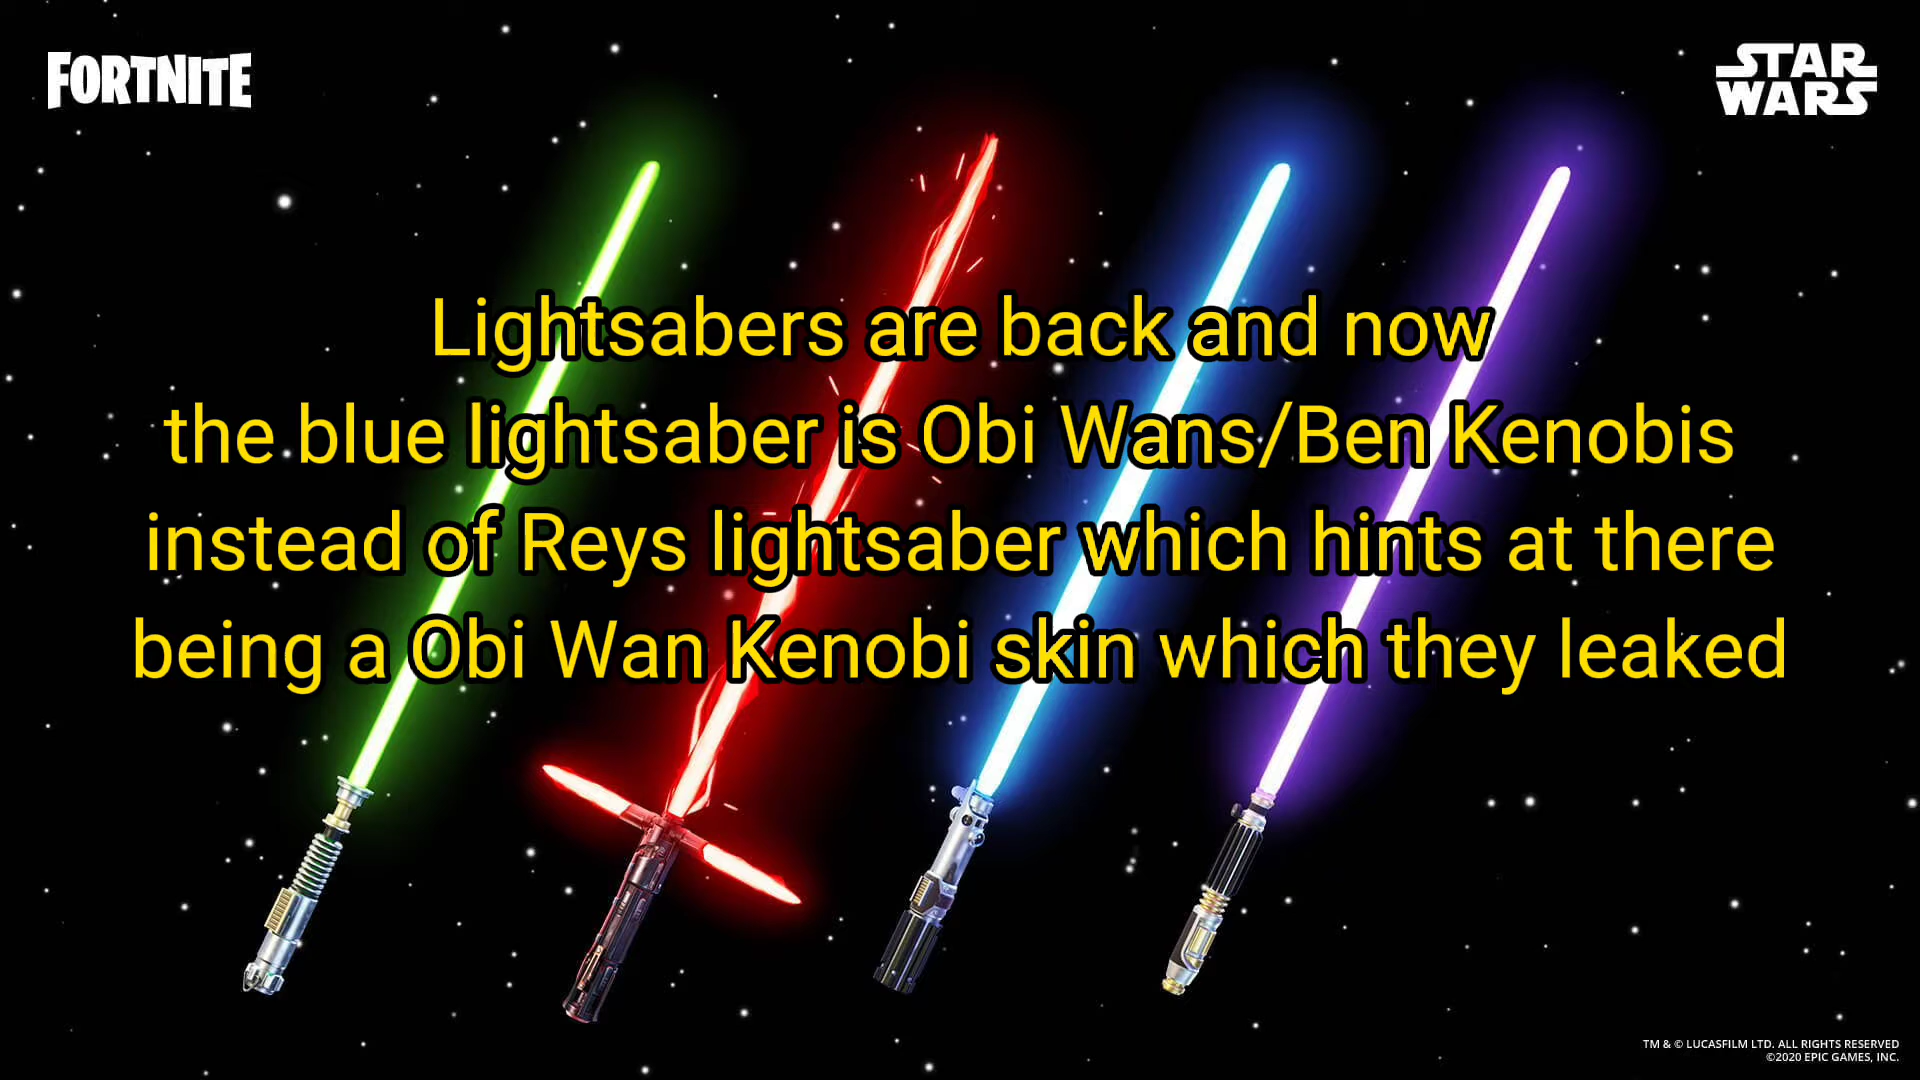 FORTNITE
STAR
WARS
Lightsabers are back and now
the blue lightsaber is Obi Wans/Ben Kenobis
instead of Reys lightsaber which hints at there
being a Obi Wan Kenobi skin which they leaked
TM & © LUCASFILM LTD. ALL RIGHTS RESERVED
©2020 EPIC GAMES, INC.